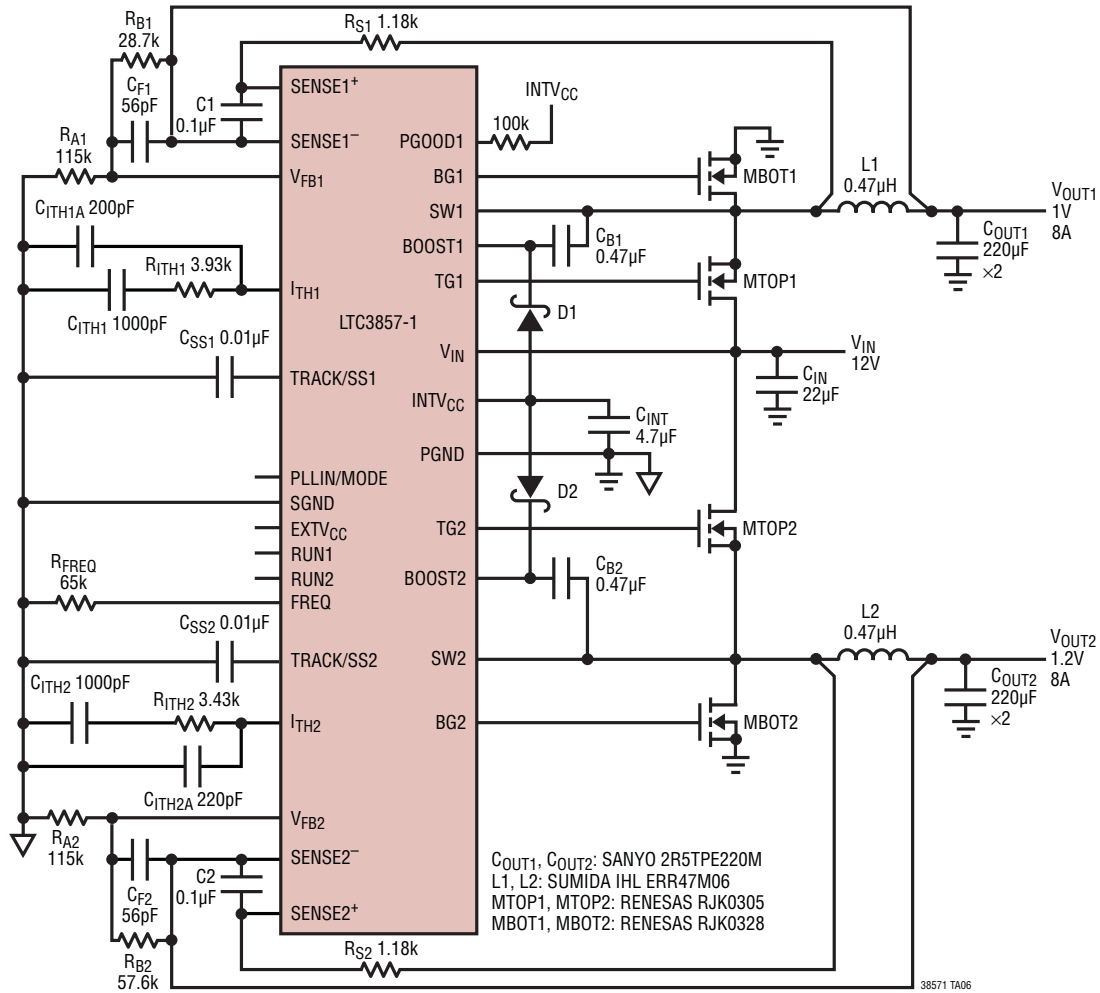 RB1
28.7k
RS1 1.18k
CF1
56pF
C1
0.1µF
RA1
115k
CITH1A 200pF
RITH1 3.93k
CITH1 1000pF
CSS1 0.01µF
RFREQ
65k
CSS2 0.01µF
CITH2 1000pF
RITH2 3.43k
CITH2A 220pF
RA2
115k
CF2
56pF
C2
0.1µF
RB2
57.6k
RS2 1.18k
SENSE1+
SENSE1–
VFB1
ITH1
LTC3857-1
TRACK/SS1
PLLIN/MODE
SGND
EXTVCC
RUN1
RUN2
FREQ
TRACK/SS2
ITH2
VFB2
SENSE2–
SENSE2+
PGOOD1
BG1
SW1
BOOST1
TG1
VIN
INTVCC
PGND
TG2
BOOST2
SW2
BG2
INTVCC
100k
MBOT1
L1
0.47µH
VOUT1
1V
8A
COUT1
220µF
×2
CB1
0.47µF
MTOP1
D1
VIN
12V
CIN
22µF
CINT
4.7µF
D2
MTOP2
CB2
0.47µF
L2
0.47µH
VOUT2
1.2V
8A
COUT2
220µF
×2
MBOT2
COUT1, COUT2: SANYO 2R5TPE220M
L1, L2: SUMIDA IHL ERR47M06
MTOP1, MTOP2: RENESAS RJK0305
MBOT1, MBOT2: RENESAS RJK0328
38571 TA06